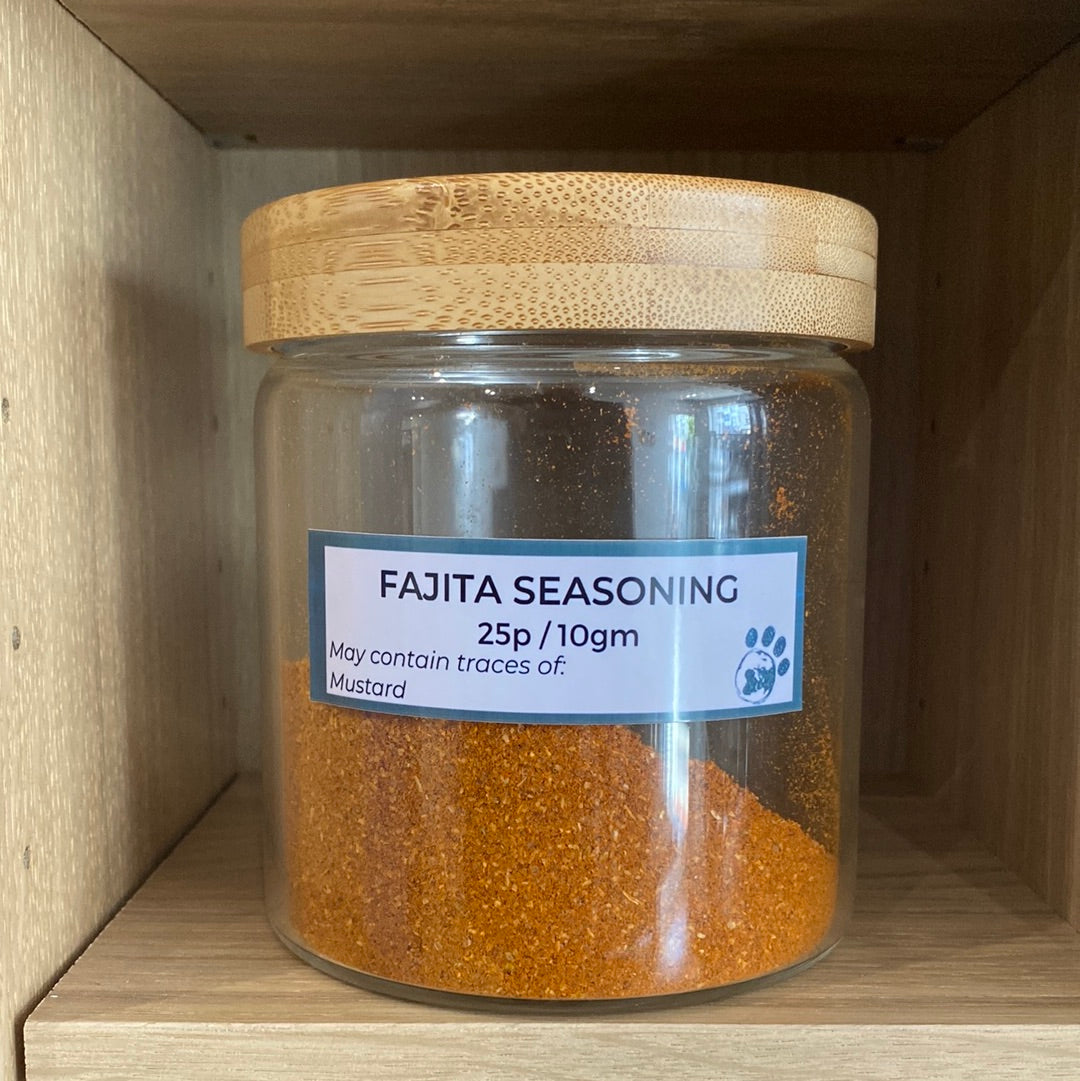 FAJITA SEASONING
25p / 10gm
May contain traces of:
Mustard